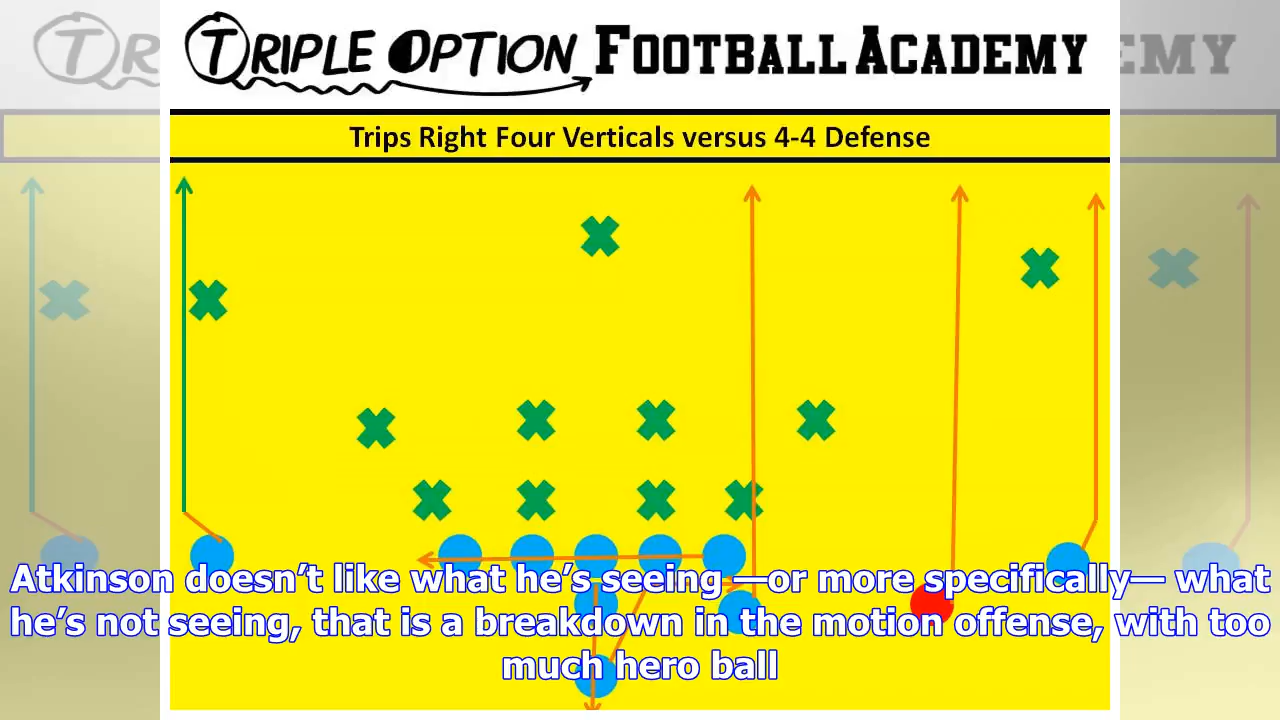 TRIPLE OPTION FOOTBALL ACADEMY
Trips Right Four Verticals versus 4-4 Defense
Atkinson doesn’t like what he’s seeing —or more specifically— what
he’s not seeing, that is a breakdown in the motion offense, with too
much hero ball